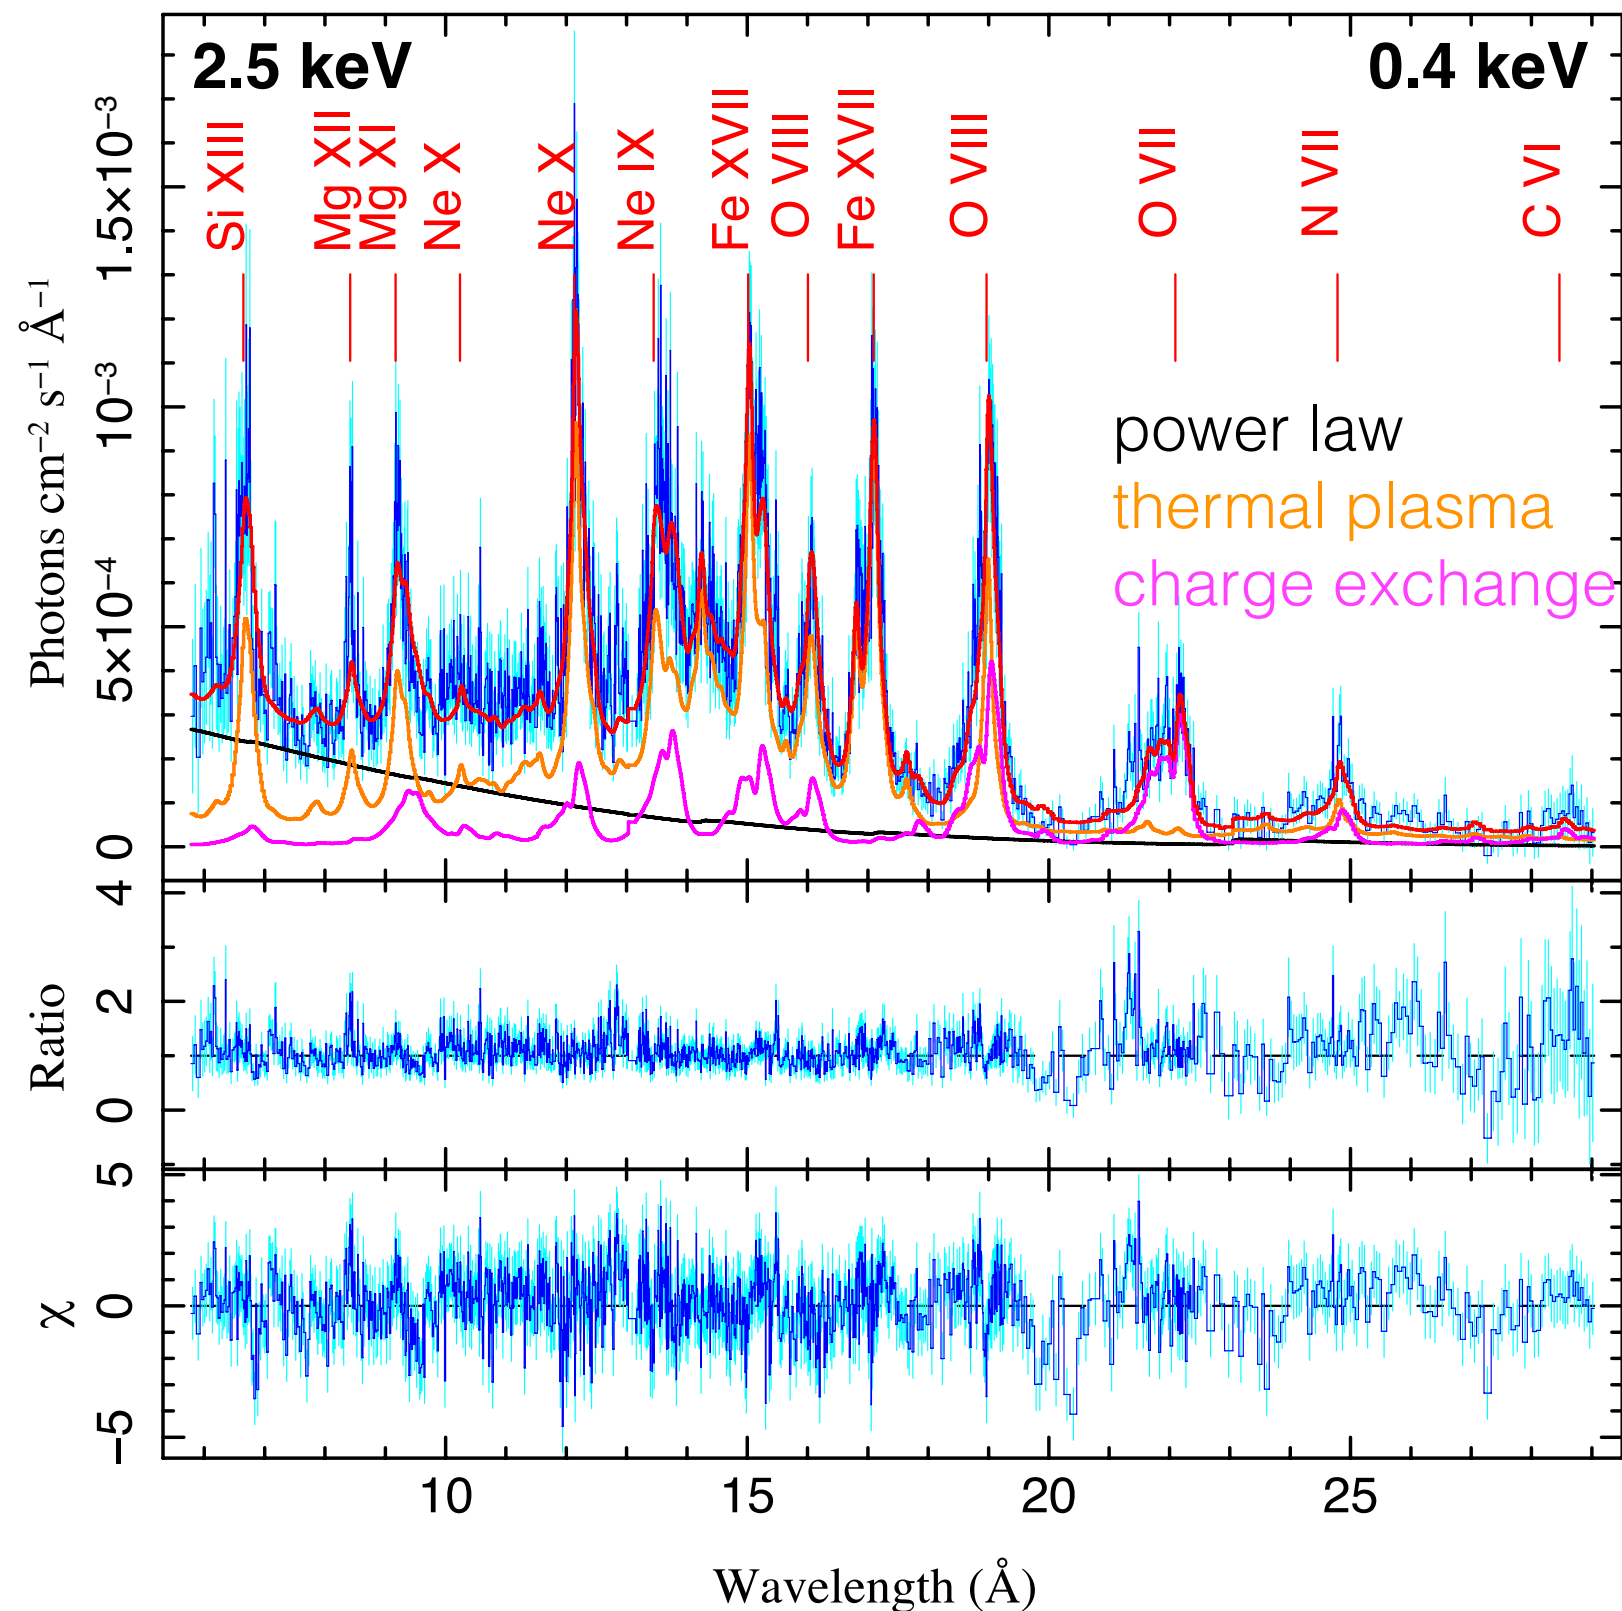 2.5 keV
0.4 keV
Si XIII
Mg XII
Mg XI
Ne X
Ne X
Ne IX
Fe XVII
O VIII
Fe XVII
O VIII
O VII
N VII
C VI
power law
thermal plasma
charge exchange
Photons cm⁻² s⁻¹ Å⁻¹
1.5×10⁻³
10⁻³
5×10⁻⁴
0
Ratio
4
2
0
χ
5
0
−5
10 15 20 25
Wavelength (Å)